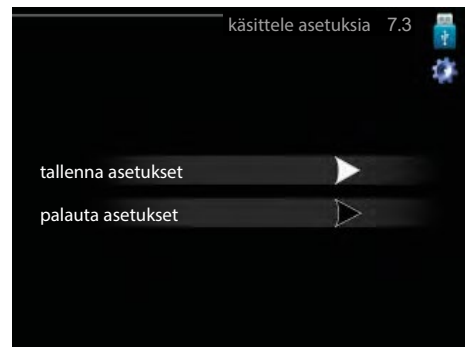 käsittele asetuksia 7.3
tallenna asetukset
palauta asetukset